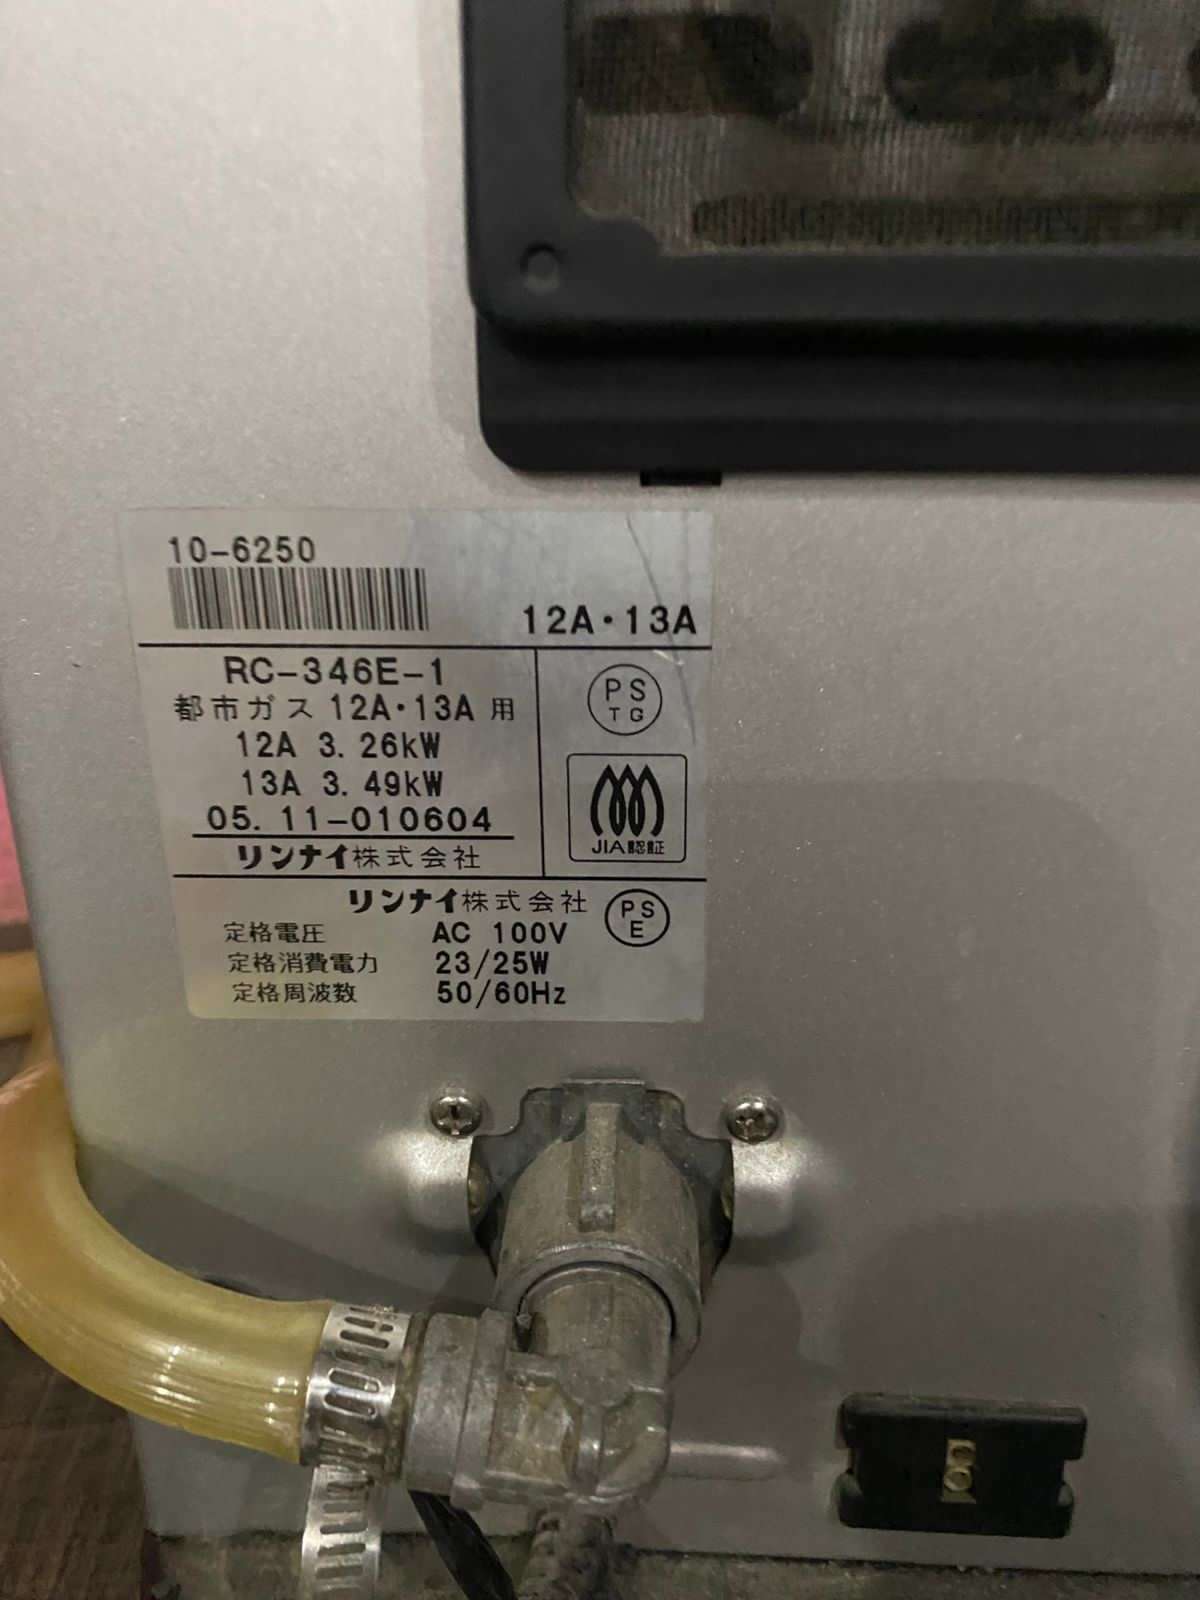 10-6250
12A・13A
RC-346E-1
都市ガス 12A・13A 用
12A 3.26kW
13A 3.49kW
05.11-010604
リンナイ株式会社
PS
TG
JIA認証
リンナイ株式会社
PS
E
定格電圧 AC 100V
定格消費電力 23/25W
定格周波数 50/60Hz